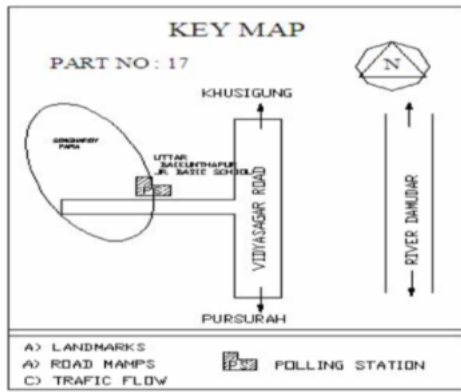 KEY MAP
PART NO : 17
N
KHUSIGUNG
UTTAR
BAIKUNTHAPUR
JR. BASIC SCHOOL
P
VIDYASAGAR ROAD
RIVER DAMUDAR
PURSURAH
A) LANDMARKS
A) ROAD MAMPS
C) TRAFIC FLOW
P
POLLING STATION